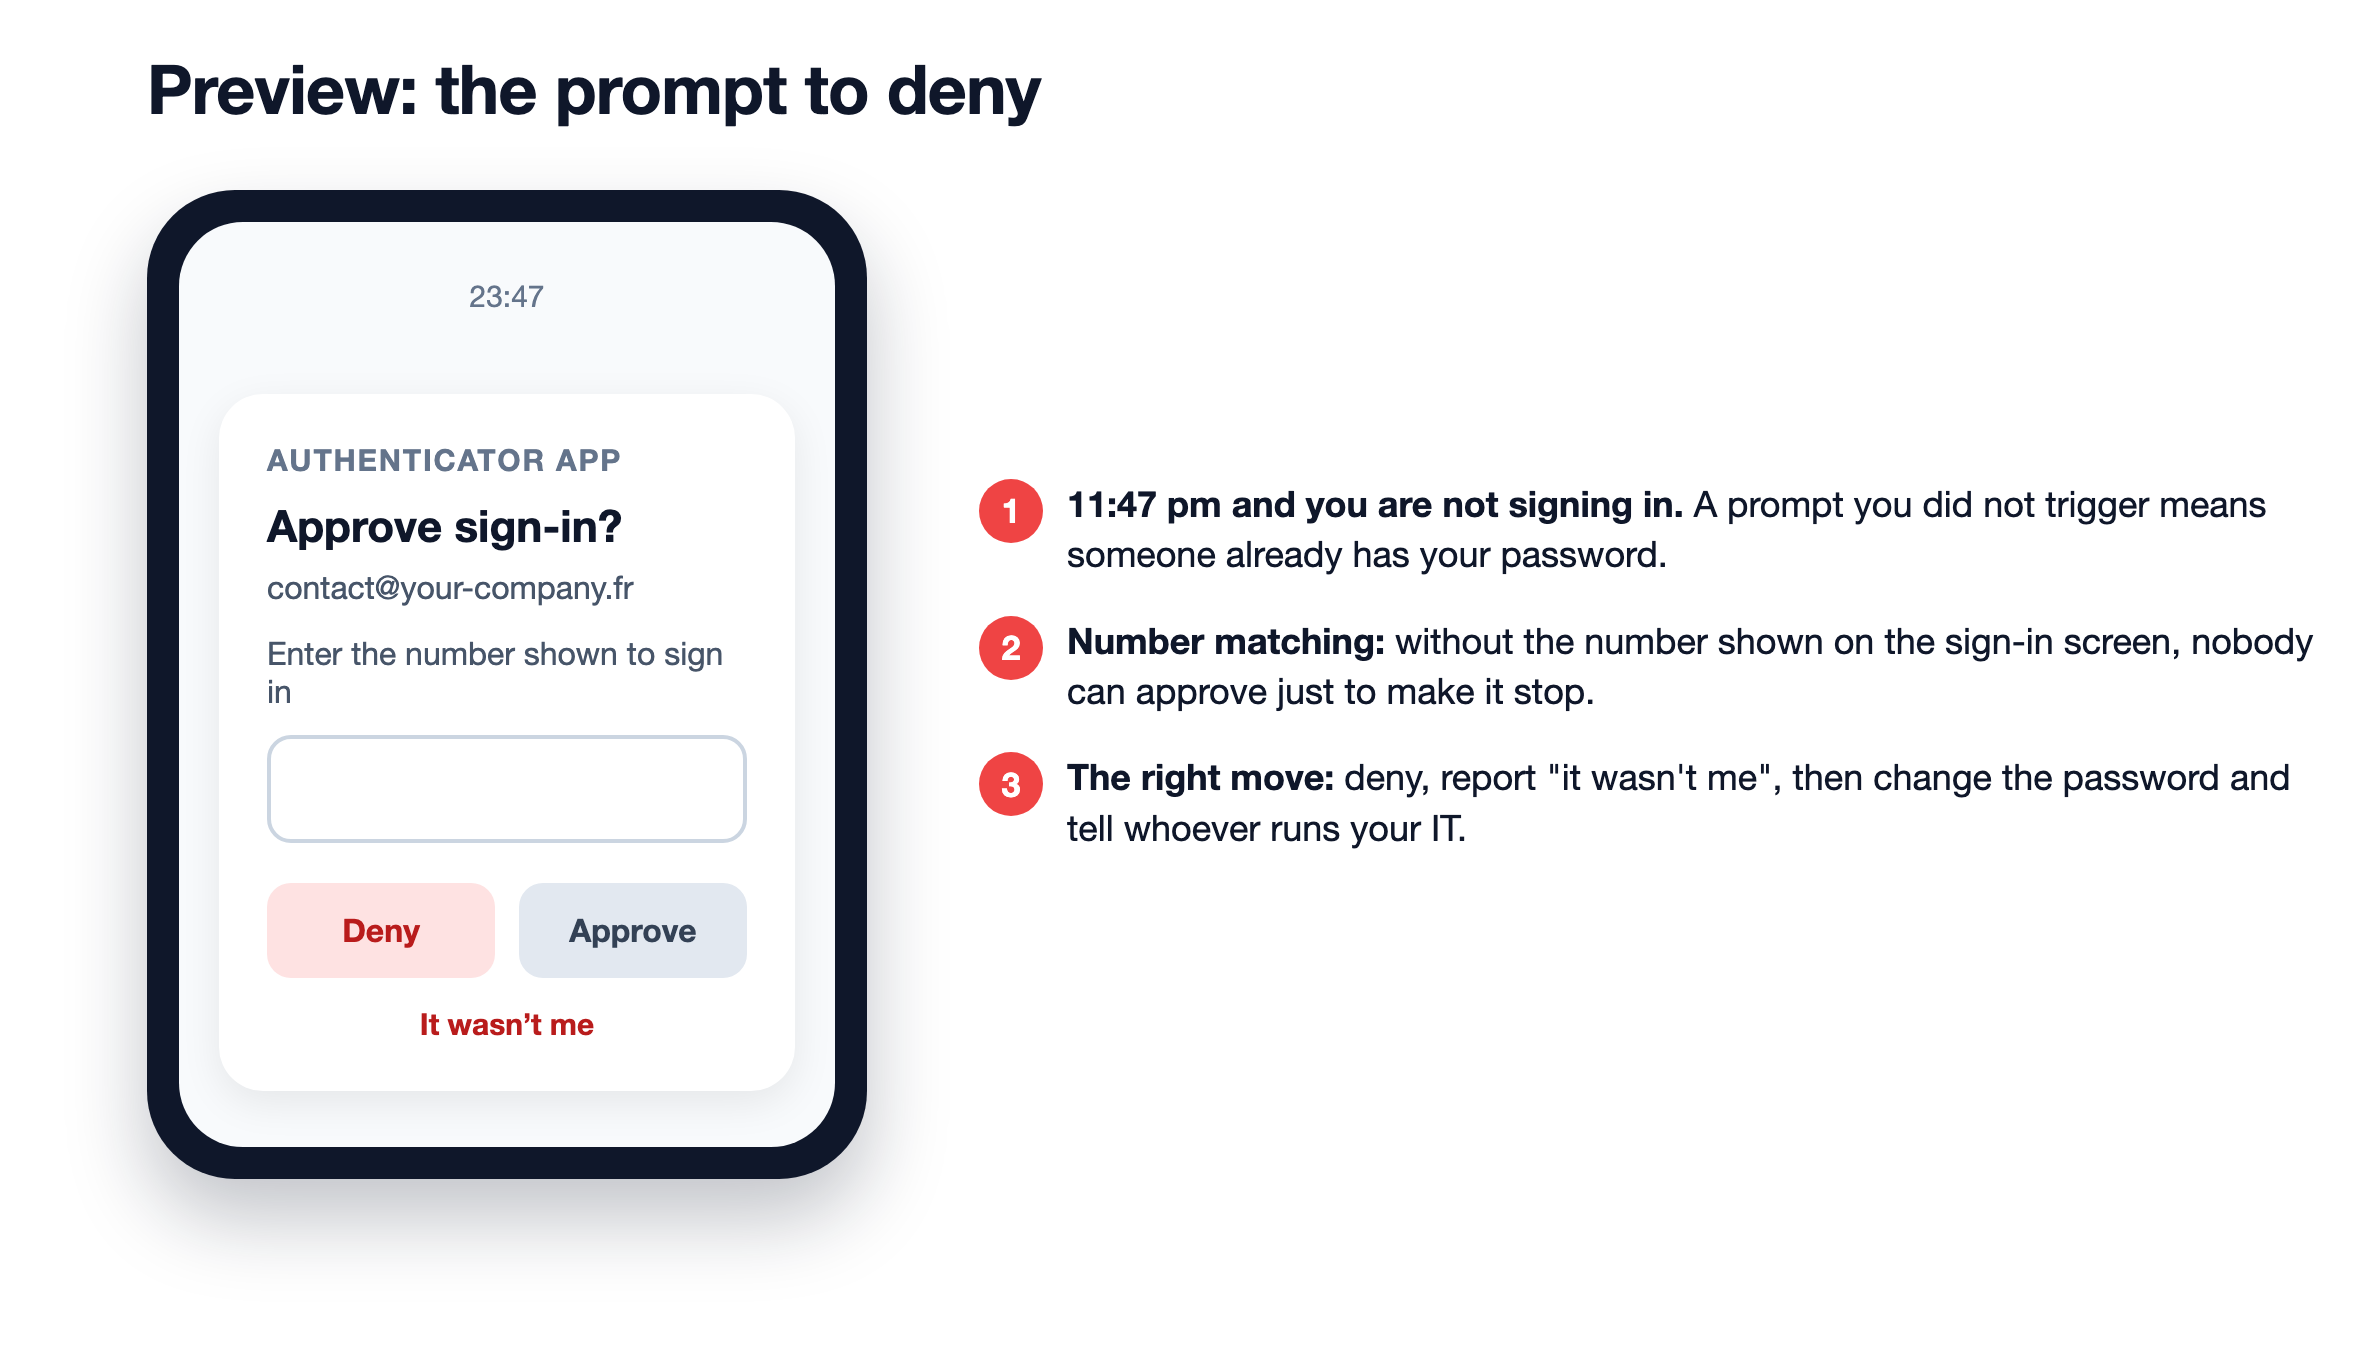 Preview: the prompt to deny
23:47
AUTHENTICATOR APP
Approve sign-in?
contact@your-company.fr
Enter the number shown to sign
in
Deny
Approve
It wasn’t me
1
11:47 pm and you are not signing in. A prompt you did not trigger means
someone already has your password.
2
Number matching: without the number shown on the sign-in screen, nobody
can approve just to make it stop.
3
The right move: deny, report "it wasn't me", then change the password and
tell whoever runs your IT.